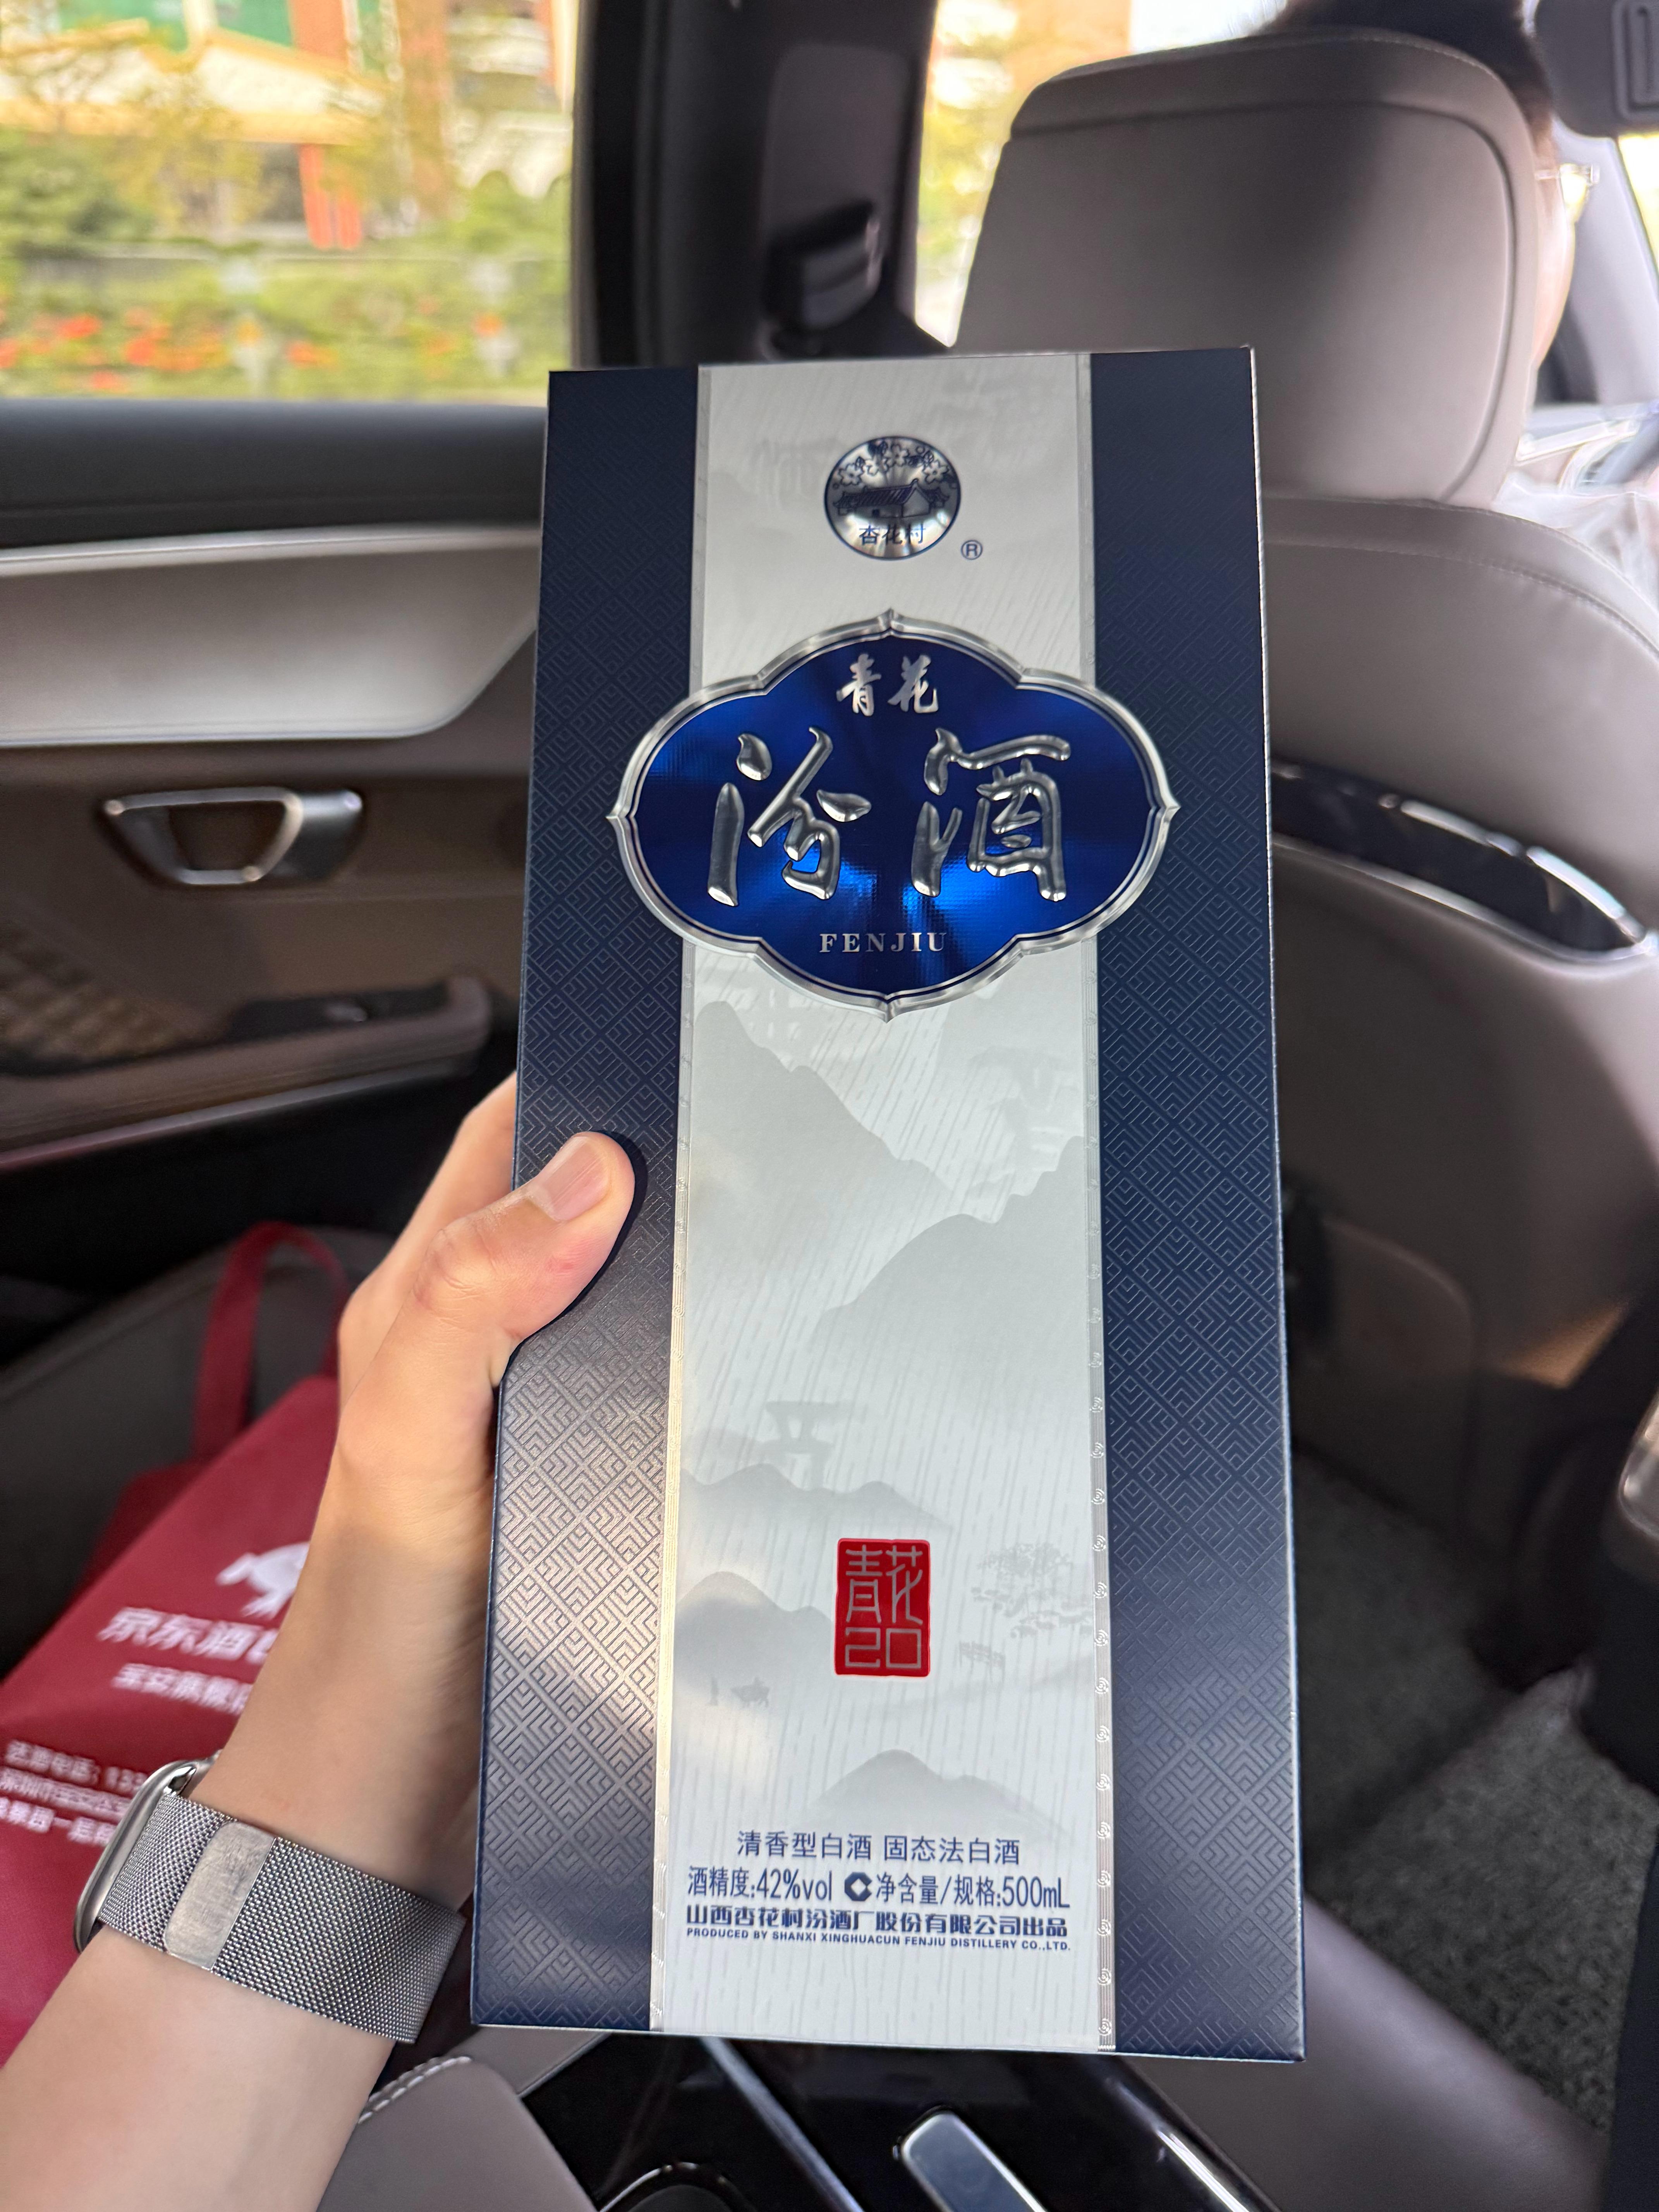 杏花村
®
青花
汾酒
FENJIU
青花
20
清香型白酒 固态法白酒
酒精度:42%vol 净含量/规格:500mL
山西杏花村汾酒厂股份有限公司出品
PRODUCED BY SHANXI XINGHUACUN FENJIU DISTILLERY CO.,LTD.
京东酒